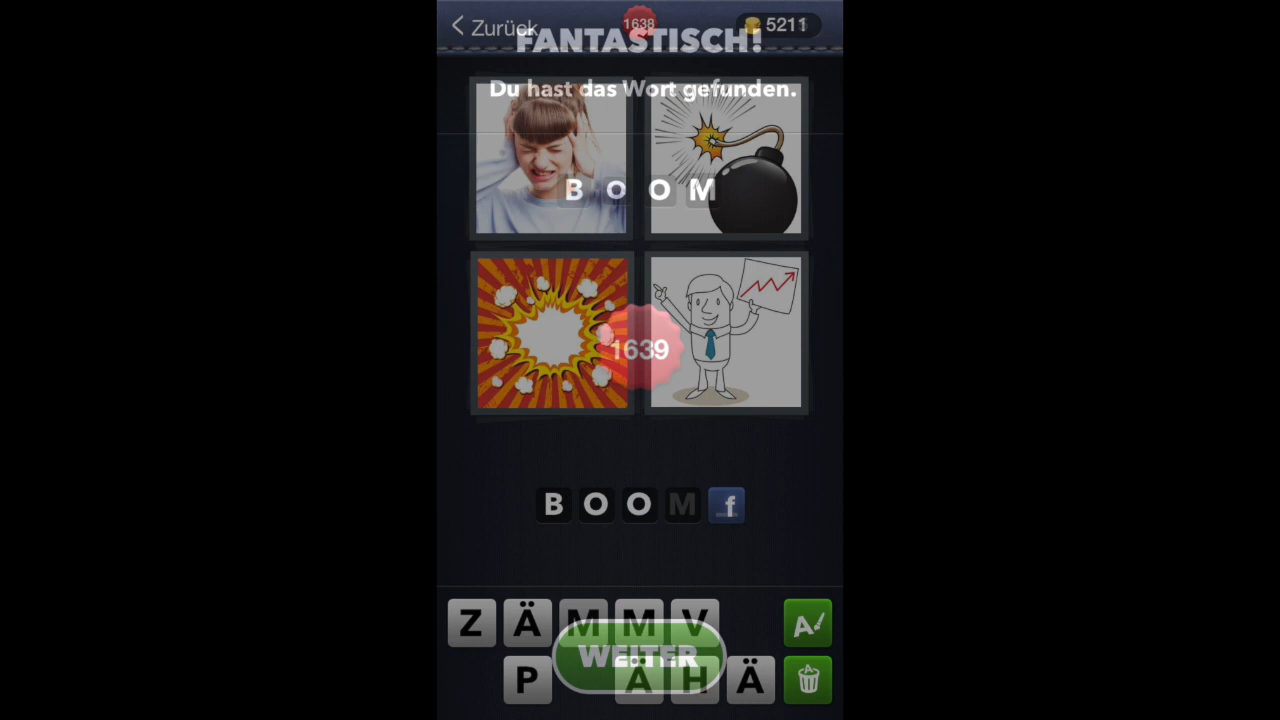 Zurück
1638
5211
FANTASTISCH!
Du hast das Wort gefunden.
B O O M
1639
B O O M f
Z Ä M M V A
WEITER
P Ä H Ä